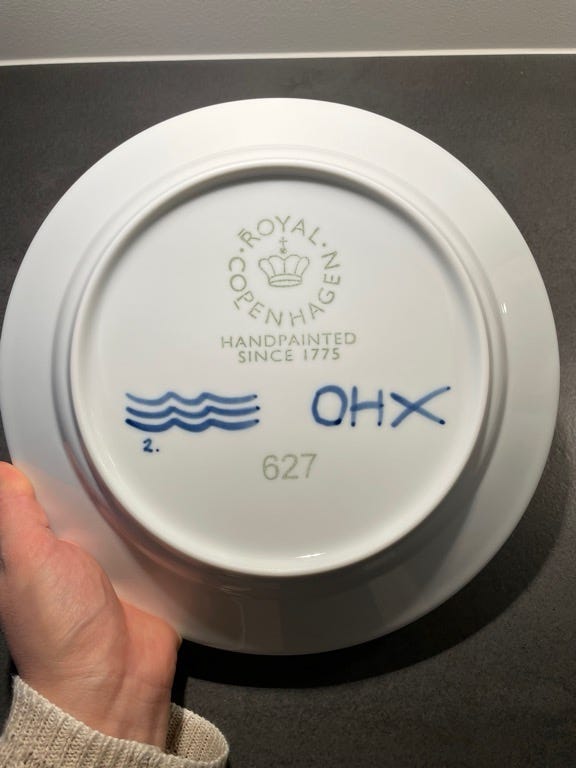 ROYAL · COPENHAGEN ·
HANDPAINTED
SINCE 1775
OHX
2.
627